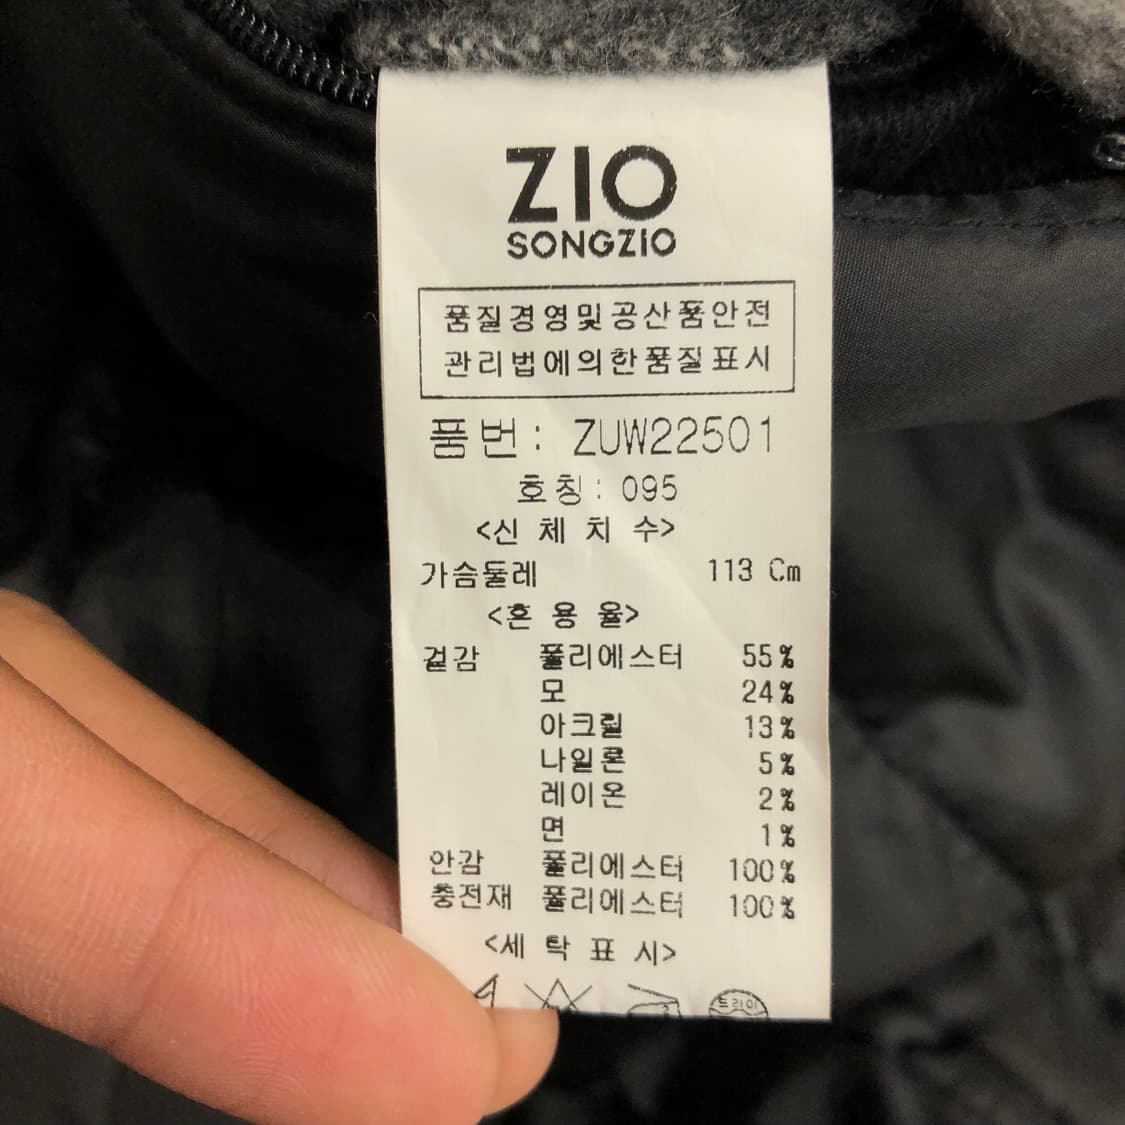 ZIO
SONGZIO
품질경영및공산품안전
관리법에의한품질표시
품번: ZUW22501
호칭: 095
<신 체 치 수>
가슴둘레 113 Cm
<혼 용 율>
겉감 폴리에스터 55%
모 24%
아크릴 13%
나일론 5%
레이온 2%
면 1%
안감 폴리에스터 100%
충전재 폴리에스터 100%
<세 탁 표 시>
드라이